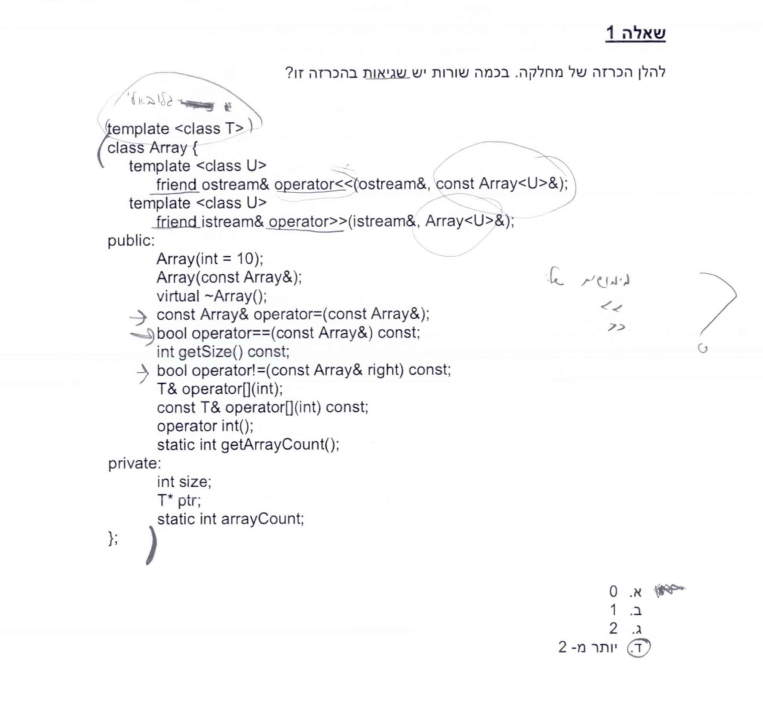 שאלה 1
להלן הכרזה של מחלקה. בכמה שורות יש שגיאות בהכרזה זו?
template <class T>
class Array {
template <class U>
friend ostream& operator<<(ostream&, const Array<U>&);
template <class U>
friend istream& operator>>(istream&, Array<U>&);
public:
Array(int = 10);
Array(const Array&);
virtual ~Array();
→ const Array& operator=(const Array&);
→ bool operator==(const Array&) const;
int getSize() const;
→ bool operator!=(const Array& right) const;
T& operator[](int);
const T& operator[](int) const;
operator int();
static int getArrayCount();
private:
int size;
T* ptr;
static int arrayCount;
};
<<
>>
?
א. 0
ב. 1
ג. 2
ד. יותר מ- 2